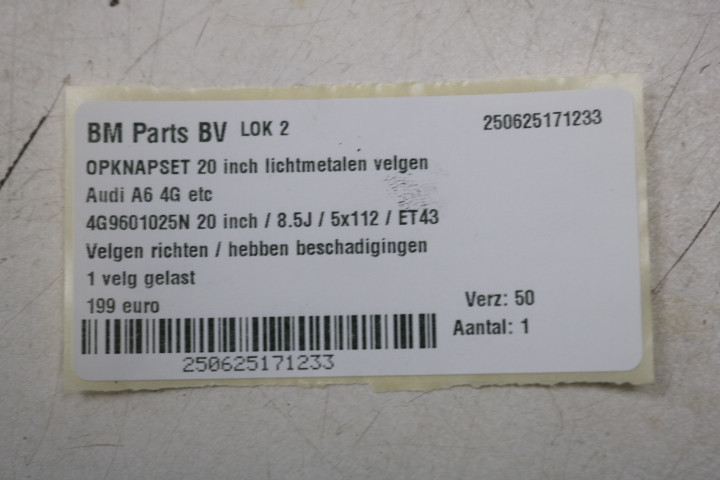 BM Parts BV LOK 2 250625171233
OPKNAPSET 20 inch lichtmetalen velgen
Audi A6 4G etc
4G9601025N 20 inch / 8.5J / 5x112 / ET43
Velgen richten / hebben beschadigingen
1 velg gelast
199 euro Verz: 50
Aantal: 1
250625171233